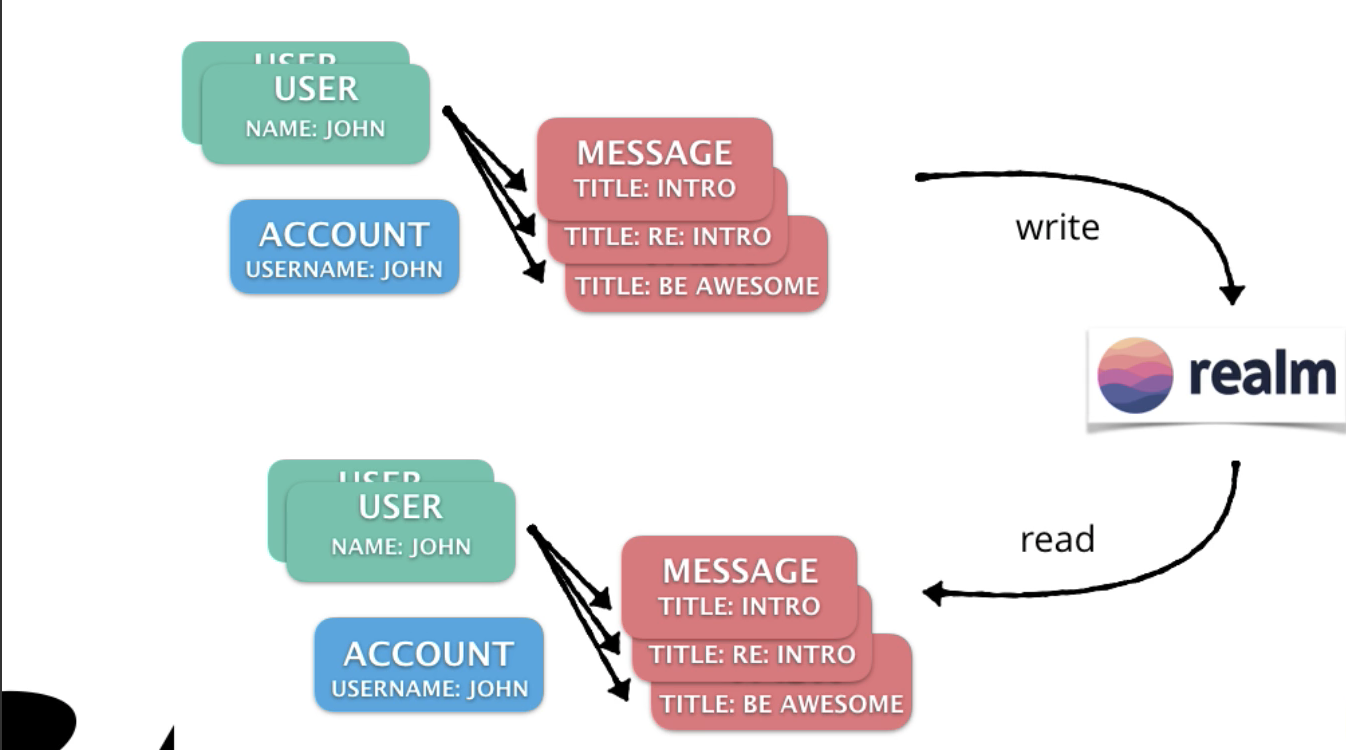 USER
USER
NAME: JOHN
MESSAGE
TITLE: INTRO
TITLE: RE: INTRO
TITLE: BE AWESOME
ACCOUNT
USERNAME: JOHN
write
realm
read
USER
USER
NAME: JOHN
MESSAGE
TITLE: INTRO
TITLE: RE: INTRO
TITLE: BE AWESOME
ACCOUNT
USERNAME: JOHN